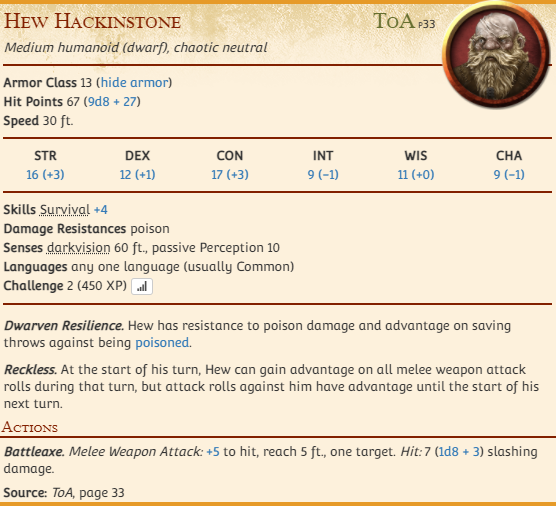 Hew Hackinstone ToA p33
Medium humanoid (dwarf), chaotic neutral
Armor Class 13 (hide armor)
Hit Points 67 (9d8 + 27)
Speed 30 ft.
STR DEX CON INT WIS CHA
16 (+3) 12 (+1) 17 (+3) 9 (−1) 11 (+0) 9 (−1)
Skills Survival +4
Damage Resistances poison
Senses darkvision 60 ft., passive Perception 10
Languages any one language (usually Common)
Challenge 2 (450 XP)
Dwarven Resilience. Hew has resistance to poison damage and advantage on saving
throws against being poisoned.
Reckless. At the start of his turn, Hew can gain advantage on all melee weapon attack
rolls during that turn, but attack rolls against him have advantage until the start of his
next turn.
Actions
Battleaxe. Melee Weapon Attack: +5 to hit, reach 5 ft., one target. Hit: 7 (1d8 + 3) slashing
damage.
Source: ToA, page 33